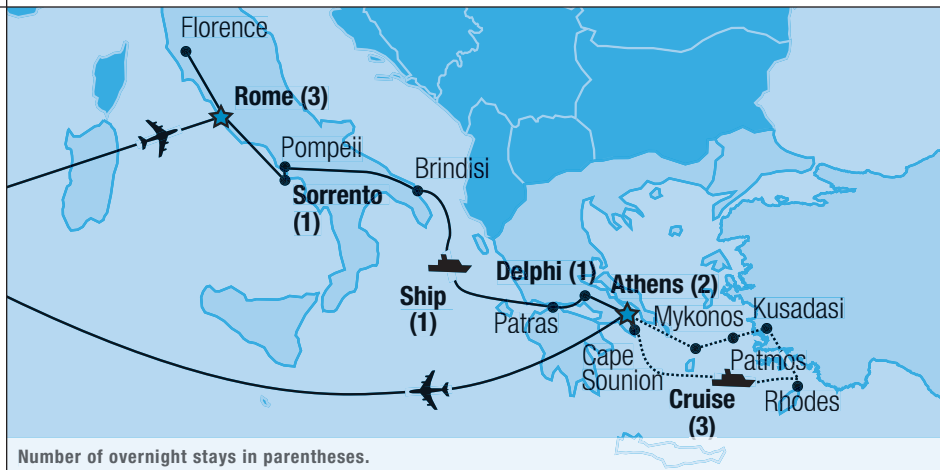 Florence
Rome (3)
Pompeii
Brindisi
Sorrento
(1)
Delphi (1)
Athens (2)
Ship
(1)
Patras
Mykonos
Kusadasi
Cape
Sounion
Patmos
Cruise
(3)
Rhodes
Number of overnight stays in parentheses.